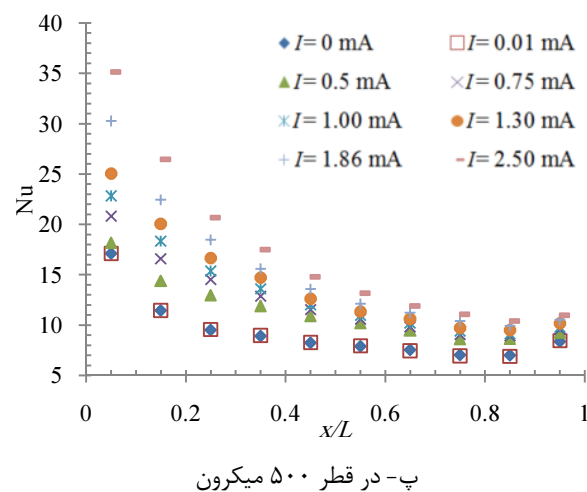 40
35
30
25
20
15
10
5
Nu
I= 0 mA
I= 0.01 mA
I= 0.5 mA
I= 0.75 mA
I= 1.00 mA
I= 1.30 mA
I= 1.86 mA
I= 2.50 mA
0 0.2 0.4 0.6 0.8 1
x/L
پ- در قطر ۵۰۰ میکرون